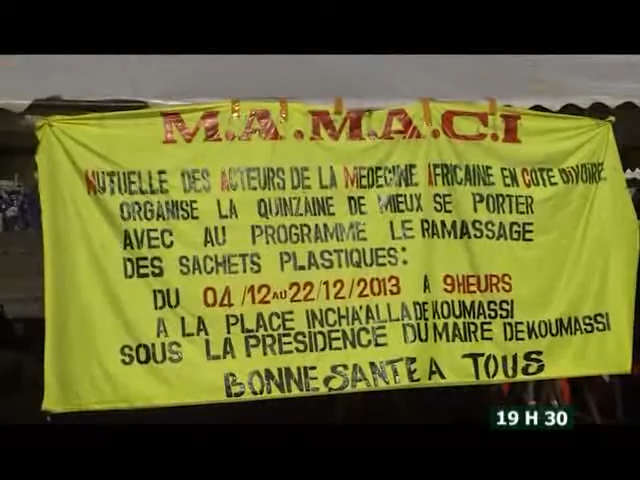 M.A.M.A.C.I
MUTUELLE DES ACTEURS DE LA MEDECINE AFRICAINE EN COTE D'IVOIRE
ORGANISE LA QUINZAINE DE MIEUX SE PORTER
AVEC AU PROGRAMME LE RAMASSAGE
DES SACHETS PLASTIQUES:
DU 04/12 AU 22/12/2013 A 9HEURS
A LA PLACE INCHA'ALLA DE KOUMASSI
SOUS LA PRESIDENCE DU MAIRE DE KOUMASSI
BONNE SANTE A TOUS
19 H 30